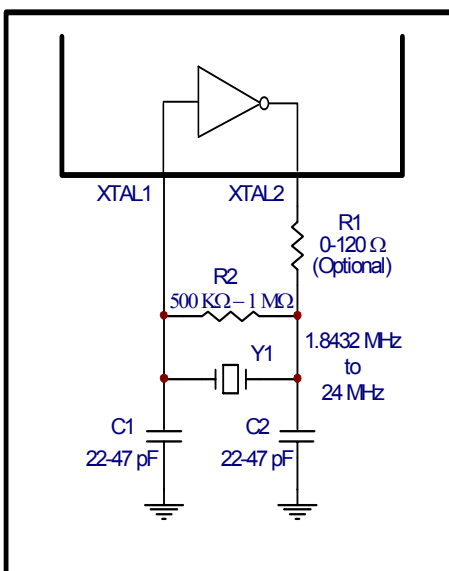 XTAL1
XTAL2
R1
0-120 Ω
(Optional)
R2
500 KΩ – 1 MΩ
Y1
1.8432 MHz
to
24 MHz
C1
22-47 pF
C2
22-47 pF